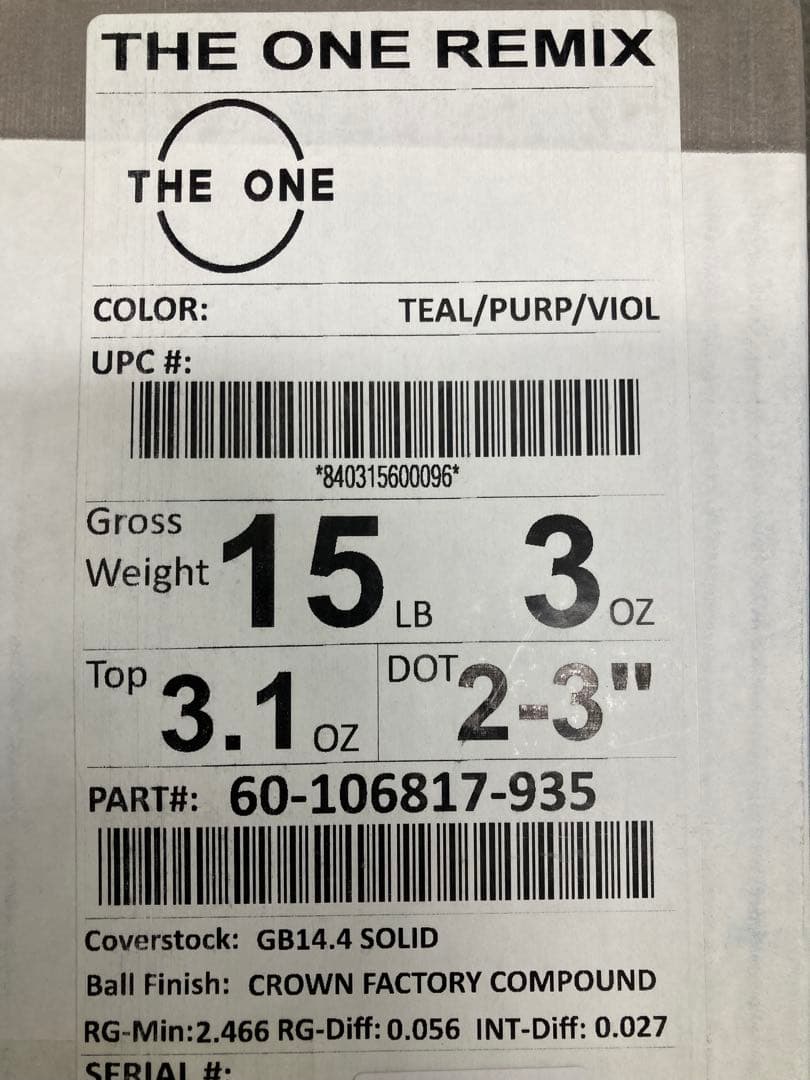 THE ONE REMIX
THE ONE
COLOR: TEAL/PURP/VIOL
UPC #:
*840315600096*
Gross Weight 15 LB 3 OZ
Top 3.1 OZ DOT 2-3"
PART#: 60-106817-935
Coverstock: GB14.4 SOLID
Ball Finish: CROWN FACTORY COMPOUND
RG-Min:2.466 RG-Diff: 0.056 INT-Diff: 0.027
SERIAL #: